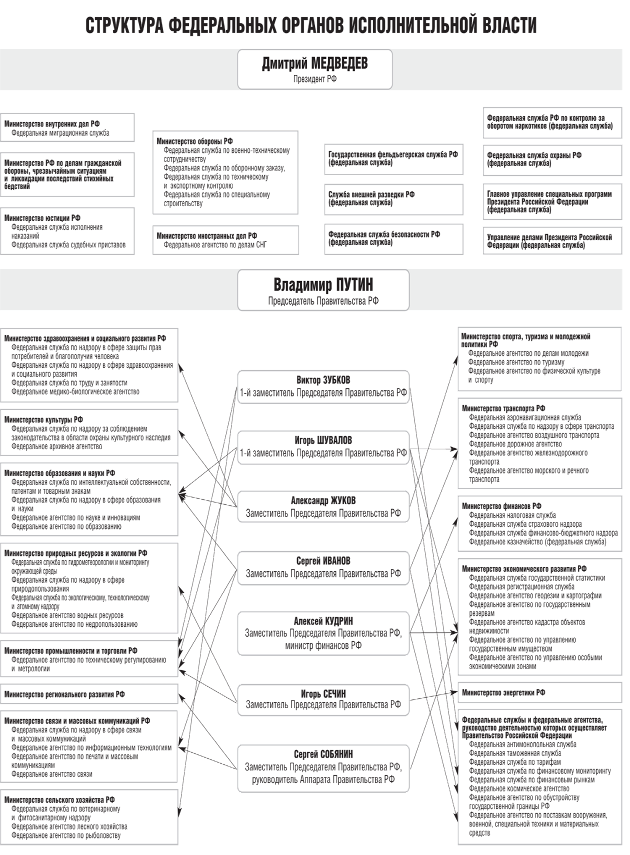 СТРУКТУРА ФЕДЕРАЛЬНЫХ ОРГАНОВ ИСПОЛНИТЕЛЬНОЙ ВЛАСТИ
Дмитрий МЕДВЕДЕВ
Президент РФ
Министерство внутренних дел РФ
Федеральная миграционная служба
Министерство РФ по делам гражданской
обороны, чрезвычайным ситуациям
и ликвидации последствий стихийных
бедствий
Министерство юстиции РФ
Федеральная служба исполнения
наказаний
Федеральная служба судебных приставов
Министерство обороны РФ
Федеральная служба по военно-техническому
сотрудничеству
Федеральная служба по оборонному заказу,
Федеральная служба по техническому
и экспортному контролю
Федеральная служба по специальному
строительству
Министерство иностранных дел РФ
Федеральное агентство по делам СНГ
Государственная фельдъегерская служба РФ
(федеральная служба)
Служба внешней разведки РФ
(федеральная служба)
Федеральная служба безопасности РФ
(федеральная служба)
Федеральная служба РФ по контролю за
оборотом наркотиков (федеральная служба)
Федеральная служба охраны РФ
(федеральная служба)
Главное управление специальных программ
Президента Российской Федерации
(федеральная служба)
Управление делами Президента Российской
Федерации (федеральная служба)
Владимир ПУТИН
Председатель Правительства РФ
Министерство здравоохранения и социального развития РФ
Федеральная служба по надзору в сфере защиты прав
потребителей и благополучия человека
Федеральная служба по надзору в сфере здравоохранения
и социального развития
Федеральная служба по труду и занятости
Федеральное медико-биологическое агентство
Министерство культуры РФ
Федеральная служба по надзору за соблюдением
законодательства в области охраны культурного наследия
Федеральное архивное агентство
Министерство образования и науки РФ
Федеральная служба по интеллектуальной собственности,
патентам и товарным знакам
Федеральная служба по надзору в сфере образования
и науки
Федеральное агентство по науке и инновациям
Федеральное агентство по образованию
Министерство природных ресурсов и экологии РФ
Федеральная служба по гидрометеорологии и мониторингу
окружающей среды
Федеральная служба по надзору в сфере
природопользования
Федеральная служба по экологическому, технологическому
и атомному надзору
Федеральное агентство водных ресурсов
Федеральное агентство по недропользованию
Министерство промышленности и торговли РФ
Федеральное агентство по техническому регулированию
и метрологии
Министерство регионального развития РФ
Министерство связи и массовых коммуникаций РФ
Федеральная служба по надзору в сфере связи
и массовых коммуникаций
Федеральное агентство по информационным технологиям
Федеральное агентство по печати и массовым
коммуникациям
Федеральное агентство связи
Министерство сельского хозяйства РФ
Федеральная служба по ветеринарному
и фитосанитарному надзору
Федеральное агентство лесного хозяйства
Федеральное агентство по рыболовству
Виктор ЗУБКОВ
1-й заместитель Председателя Правительства РФ
Игорь ШУВАЛОВ
1-й заместитель Председателя Правительства РФ
Александр ЖУКОВ
Заместитель Председателя Правительства РФ
Сергей ИВАНОВ
Заместитель Председателя Правительства РФ
Алексей КУДРИН
Заместитель Председателя Правительства РФ,
министр финансов РФ
Игорь СЕЧИН
Заместитель Председателя Правительства РФ
Сергей СОБЯНИН
Заместитель Председателя Правительства РФ,
руководитель Аппарата Правительства РФ
Министерство спорта, туризма и молодежной
политики РФ
Федеральное агентство по делам молодежи
Федеральное агентство по туризму
Федеральное агентство по физической культуре
и спорту
Министерство транспорта РФ
Федеральная аэронавигационная служба
Федеральная служба по надзору в сфере транспорта
Федеральное агентство воздушного транспорта
Федеральное дорожное агентство
Федеральное агентство железнодорожного
транспорта
Федеральное агентство морского и речного
транспорта
Министерство финансов РФ
Федеральная налоговая служба
Федеральная служба страхового надзора
Федеральная служба финансово-бюджетного надзора
Федеральное казначейство (федеральная служба)
Министерство экономического развития РФ
Федеральная служба государственной статистики
Федеральная регистрационная служба
Федеральное агентство геодезии и картографии
Федеральное агентство по государственным
резервам
Федеральное агентство кадастра объектов
недвижимости
Федеральное агентство по управлению
государственным имуществом
Федеральное агентство по управлению особыми
экономическими зонами
Министерство энергетики РФ
Федеральные службы и федеральные агентства,
руководство деятельностью которых осуществляет
Правительство Российской Федерации
Федеральная антимонопольная служба
Федеральная таможенная служба
Федеральная служба по тарифам
Федеральная служба по финансовому мониторингу
Федеральная служба по финансовым рынкам
Федеральное космическое агентство
Федеральное агентство по обустройству
государственной границы РФ
Федеральное агентство по поставкам вооружения,
военной, специальной техники и материальных
средств